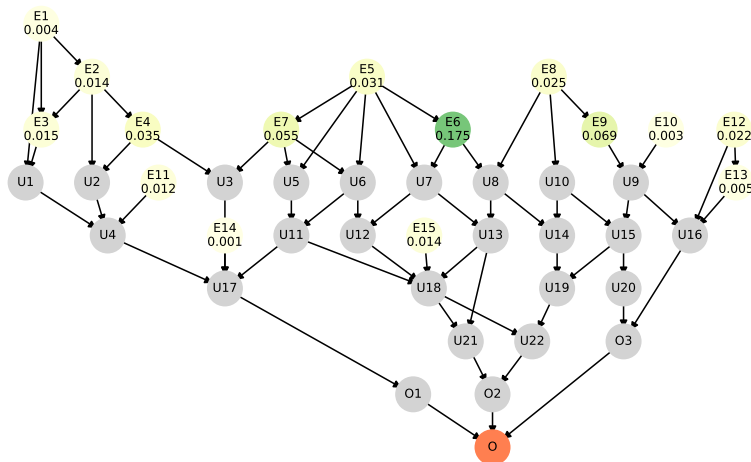 E1
0.004
E2
0.014
E5
0.031
E8
0.025
E3
0.015
E4
0.035
E7
0.055
E6
0.175
E9
0.069
E10
0.003
E12
0.022
U1
U2
E11
0.012
U3
U5
U6
U7
U8
U10
U9
E13
0.005
U4
E14
0.001
U11
U12
E15
0.014
U13
U14
U15
U16
U17
U18
U19
U20
U21
U22
O3
O1
O2
O